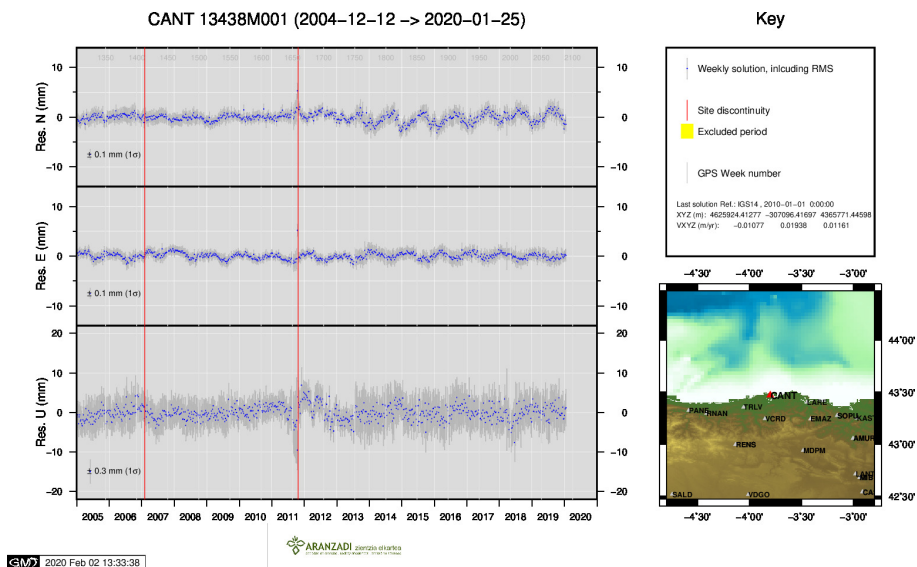 CANT 13438M001 (2004−12−12 −> 2020−01−25)
Key
1350 1400 1450 1500 1550 1600 1650 1700 1750 1800 1850 1900 1950 2000 2050 2100
Res. N (mm)
10 10
0 0
−10 −10
± 0.1 mm (1σ)
Res. E (mm)
10 10
0 0
−10 −10
± 0.1 mm (1σ)
Res. U (mm)
20 20
10 10
0 0
−10 −10
−20 −20
± 0.3 mm (1σ)
2005 2006 2007 2008 2009 2010 2011 2012 2013 2014 2015 2016 2017 2018 2019 2020
Weekly solution, inlcuding RMS
Site discontinuity
Excluded period
GPS Week number
Last solution Ref.: IGS14 , 2010−01−01 0:00:00
XYZ (m): 4625924.41277 −307096.41697 4365771.44598
VXYZ (m/yr): −0.01077 0.01938 0.01161
−4˚30' −4˚00' −3˚30' −3˚00'
44˚00'
43˚30'
43˚00'
42˚30'
CANT
ARE
PANS
RNAN
TRLV
VCRD
EMAZ
SOPU
KAS
AMUR
RENS
MDPM
SALD
VDGO
CA
−4˚30' −4˚00' −3˚30' −3˚00'
ARANZADI zientzia elkartea
GMT 2020 Feb 02 13:33:38